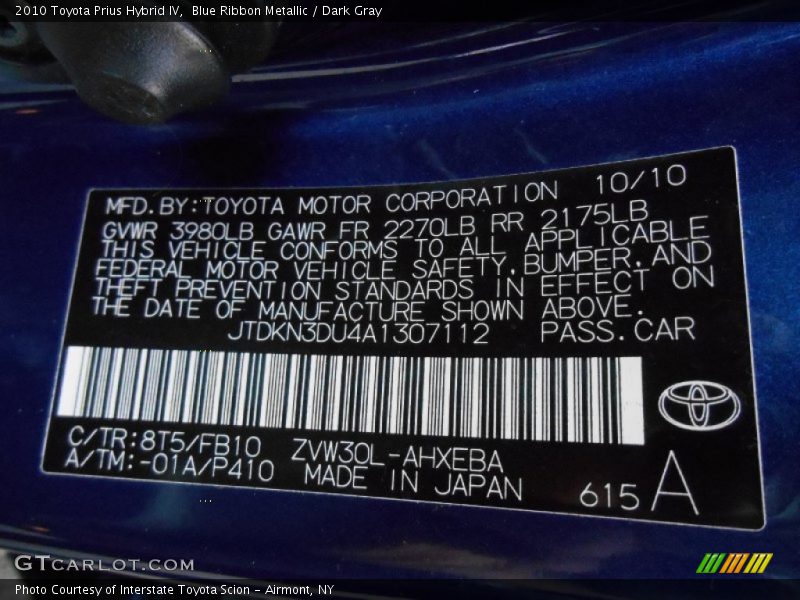 2010 Toyota Prius Hybrid IV,  Blue Ribbon Metallic / Dark Gray
MFD.BY:TOYOTA MOTOR CORPORATION 10/10
GVWR 3980LB GAWR FR 2270LB RR 2175LB
THIS VEHICLE CONFORMS TO ALL APPLICABLE
FEDERAL MOTOR VEHICLE SAFETY,BUMPER,AND
THEFT PREVENTION STANDARDS IN EFFECT ON
THE DATE OF MANUFACTURE SHOWN ABOVE.
JTDKN3DU4A1307112 PASS.CAR
C/TR:8T5/FB10 ZVW30L-AHXEBA
A/TM:-01A/P410 MADE IN JAPAN
615 A
GTCARLOT.COM
Photo Courtesy of Interstate Toyota Scion - Airmont, NY